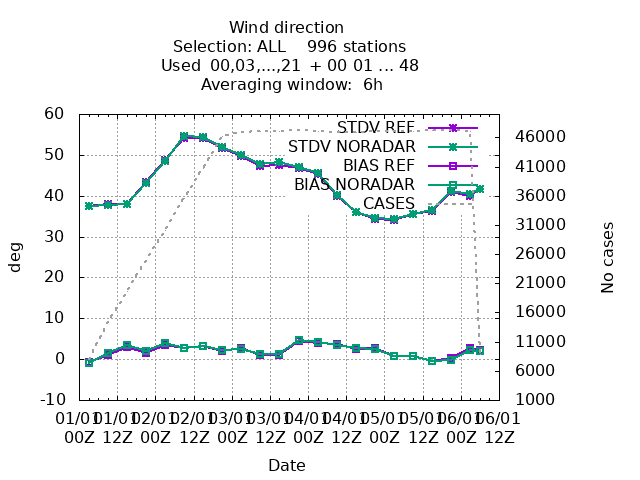 Wind direction
Selection: ALL    996 stations
Used  00,03,...,21  + 00 01 ... 48
Averaging window:  6h
60
50
40
30
20
10
0
-10
deg
STDV REF
STDV NORADAR
BIAS REF
BIAS NORADAR
CASES
46000
41000
36000
31000
26000
21000
16000
11000
6000
1000
No cases
01/01 01/01 02/01 02/01 03/01 03/01 04/01 04/01 05/01 05/01 06/01 06/01
00Z 12Z 00Z 12Z 00Z 12Z 00Z 12Z 00Z 12Z 00Z 12Z
Date